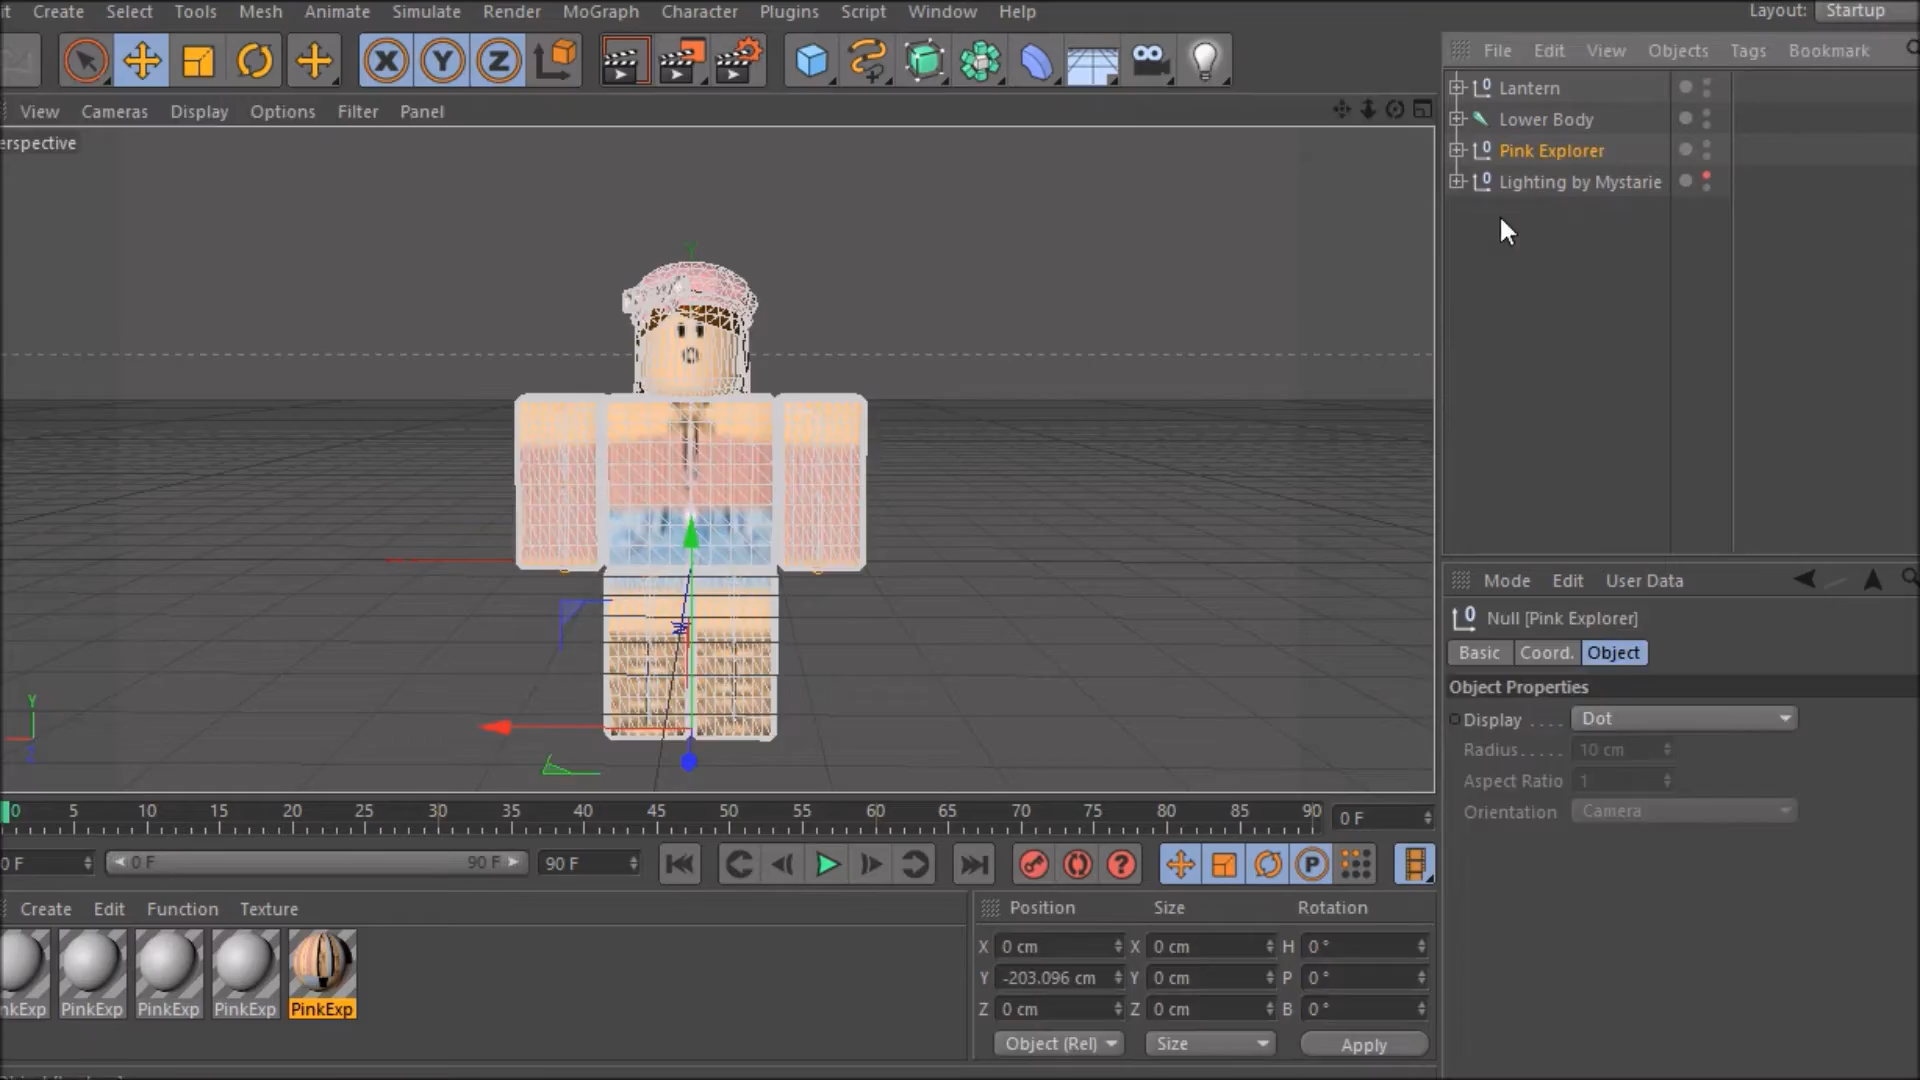 it Create Select Tools Mesh Animate Simulate Render MoGraph Character Plugins Script Window Help
Layout: Startup
X Y Z
File Edit View Objects Tags Bookmark
View Cameras Display Options Filter Panel
erspective
Lantern
Lower Body
Pink Explorer
Lighting by Mystarie
Y
Z
Y
Z
Mode Edit User Data
Null [Pink Explorer]
Basic Coord. Object
Object Properties
Display .... Dot
Radius..... 10 cm
Aspect Ratio 1
Orientation Camera
0 5 10 15 20 25 30 35 40 45 50 55 60 65 70 75 80 85 90 0 F
0 F 0 F 90 F 90 F
? P
Create Edit Function Texture
nkExp PinkExp PinkExp PinkExp PinkExp
Position Size Rotation
X 0 cm X 0 cm H 0 °
Y -203.096 cm Y 0 cm P 0 °
Z 0 cm Z 0 cm B 0 °
Object (Rel) Size Apply